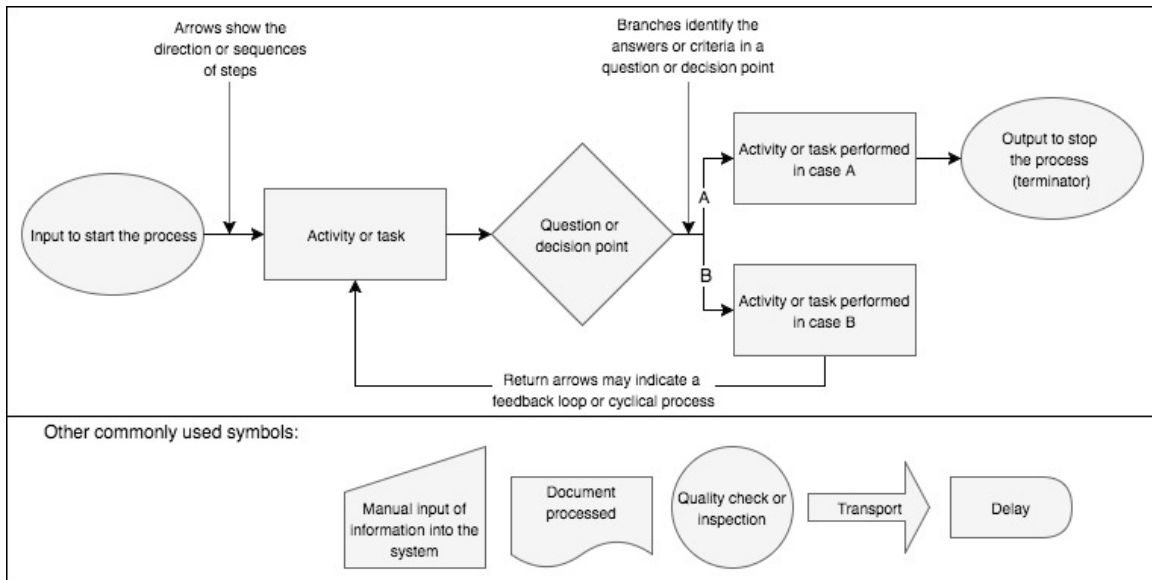 Arrows show the
direction or sequences
of steps
Branches identify the
answers or criteria in a
question or decision point
Input to start the process
Activity or task
Question or
decision point
A
B
Activity or task performed
in case A
Output to stop
the process
(terminator)
Activity or task performed
in case B
Return arrows may indicate a
feedback loop or cyclical process
Other commonly used symbols:
Manual input of
information into the
system
Document
processed
Quality check or
inspection
Transport
Delay